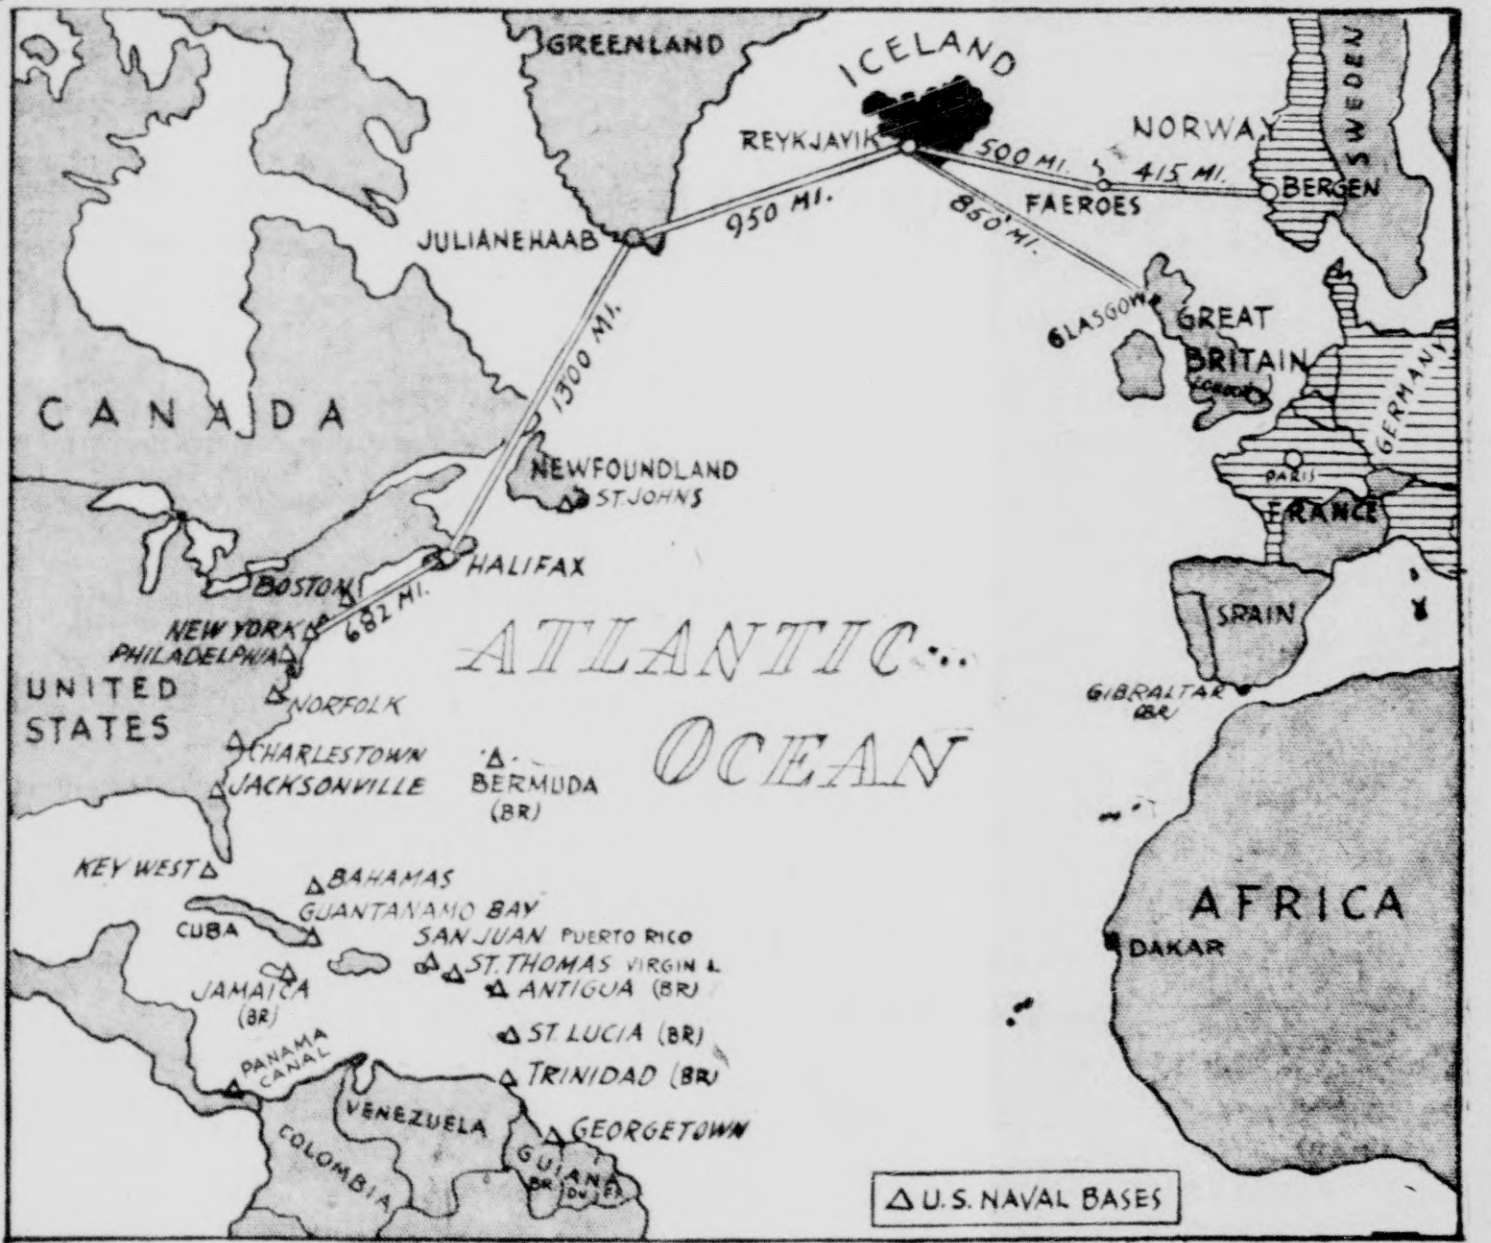 GREENLAND
ICELAND
SWEDEN
REYKJAVIK
NORWAY
500 MI.
415 MI.
BERGEN
950 MI.
850 MI.
FAEROES
JULIANEHAAB
GLASGOW
GREAT
BRITAIN
LONDON
1300 MI.
GERMANY
CANADA
NEWFOUNDLAND
ST. JOHNS
PARIS
FRANCE
HALIFAX
BOSTON
682 MI.
NEW YORK
PHILADELPHIA
SPAIN
ATLANTIC
OCEAN
UNITED
STATES
NORFOLK
GIBRALTAR
(BR)
CHARLESTOWN
JACKSONVILLE
BERMUDA
(BR)
KEY WEST
BAHAMAS
GUANTANAMO BAY
CUBA
SAN JUAN PUERTO RICO
ST. THOMAS VIRGIN I.
ANTIGUA (BR)
JAMAICA
(BR)
AFRICA
DAKAR
ST. LUCIA (BR)
PANAMA
CANAL
TRINIDAD (BR)
VENEZUELA
COLOMBIA
GEORGETOWN
GUIANA
BR DU FR
U.S. NAVAL BASES